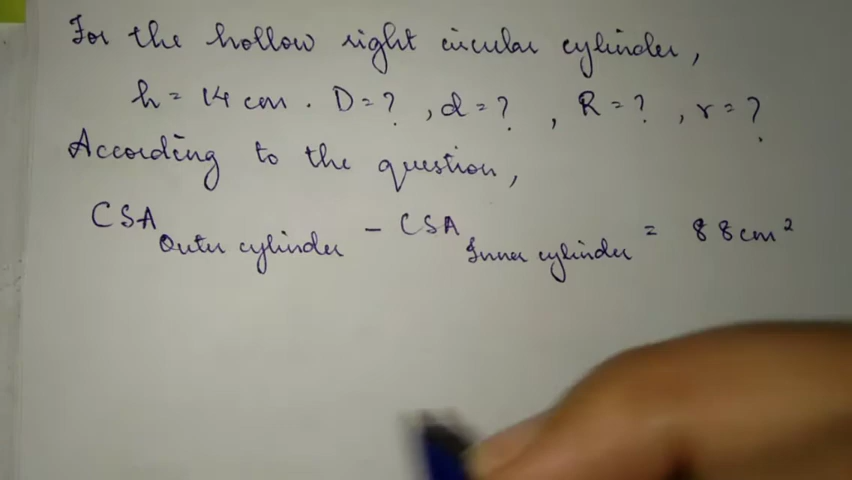 For the hollow right circular cylinder,
h = 14 cm. D = ?, d = ?, R = ?, r = ?
According to the question,
CSA Outer cylinder - CSA Inner cylinder = 88 cm²